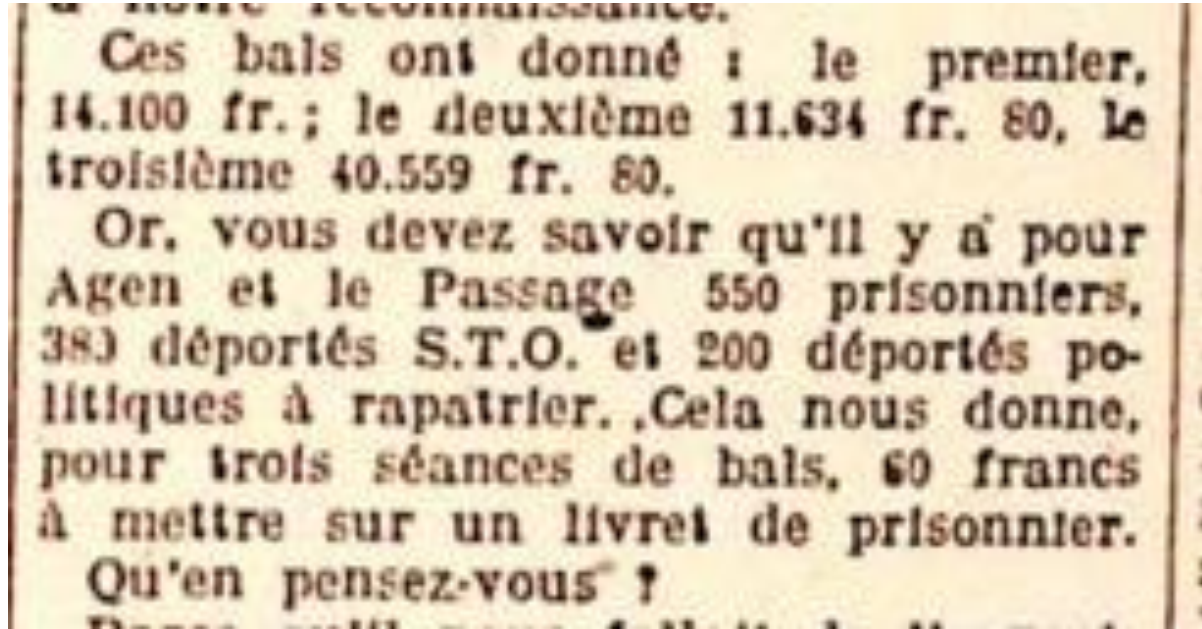 d'notre reconnaissance.
Ces bals ont donné : le premier,
14.100 fr. ; le deuxième 11.634 fr. 80, le
troisième 40.559 fr. 80.
Or, vous devez savoir qu'il y a pour
Agen et le Passage 550 prisonniers,
380 déportés S.T.O. et 200 déportés po-
litiques à rapatrier. .Cela nous donne,
pour trois séances de bals, 60 francs
à mettre sur un livret de prisonnier.
Qu'en pensez-vous ?